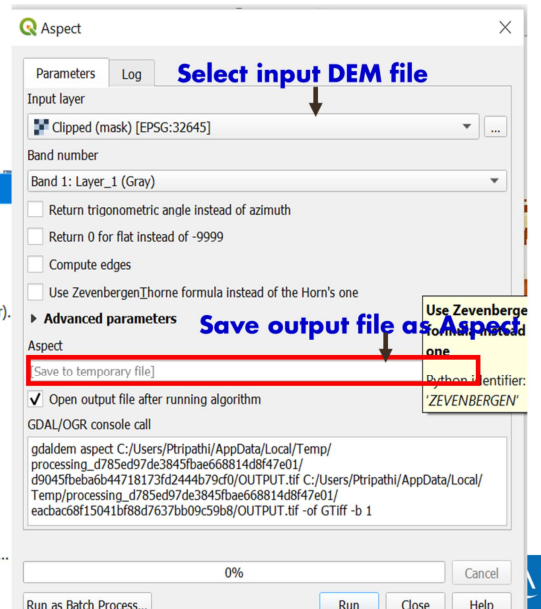 Aspect
Parameters
Log
Select input DEM file
Input layer
Clipped (mask) [EPSG:32645]
...
Band number
Band 1: Layer_1 (Gray)
Return trigonometric angle instead of azimuth
Return 0 for flat instead of -9999
Compute edges
Use ZevenbergenThorne formula instead of the Horn's one
r).
Advanced parameters
Use Zevenberge
formula instead
one
Python identifier:
'ZEVENBERGEN'
Save output file as Aspect
Aspect
[Save to temporary file]
Open output file after running algorithm
GDAL/OGR console call
gdaldem aspect C:/Users/Ptripathi/AppData/Local/Temp/
processing_d785ed97de3845fbae668814d8f47e01/
d9045fbeba6b44718173fd2444b79cf0/OUTPUT.tif C:/Users/Ptripathi/AppData/Local/
Temp/processing_d785ed97de3845fbae668814d8f47e01/
eacbac68f15041bf88d7637bb09c59b8/OUTPUT.tif -of GTiff -b 1
...
0%
Cancel
Run as Batch Process...
Run
Close
Help